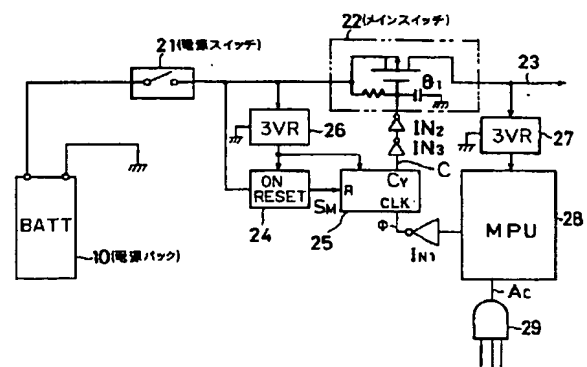 22(メインスイッチ)
21(電源スイッチ)
θ1
23
3VR
26
IN2
IN3
3VR
27
C
ON
RESET
SM
R
CY
CLK
24
25
Φ
IN1
MPU
28
BATT
10(電源パック)
AC
29